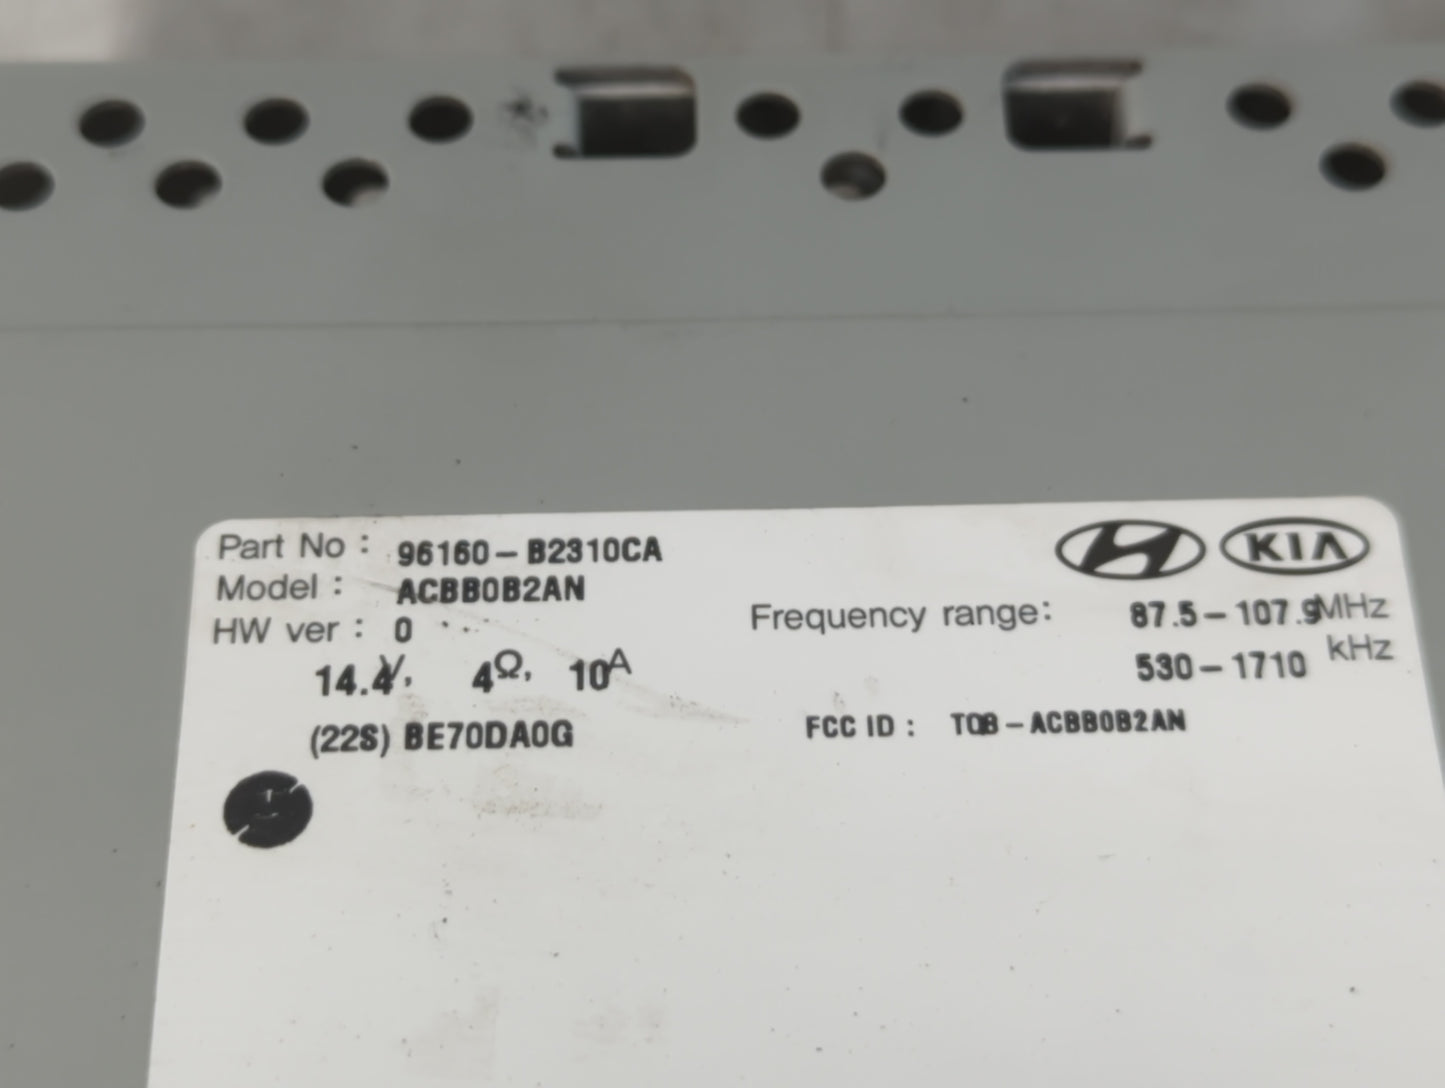 Part No : 96160-B2310CA
Model : ACBB0B2AN
HW ver : 0
14.4V, 4Ω, 10A
(22S) BE70DA0G
KIA
Frequency range: 87.5-107.9MHz
530-1710 kHz
FCC ID : TQ8-ACBB0B2AN